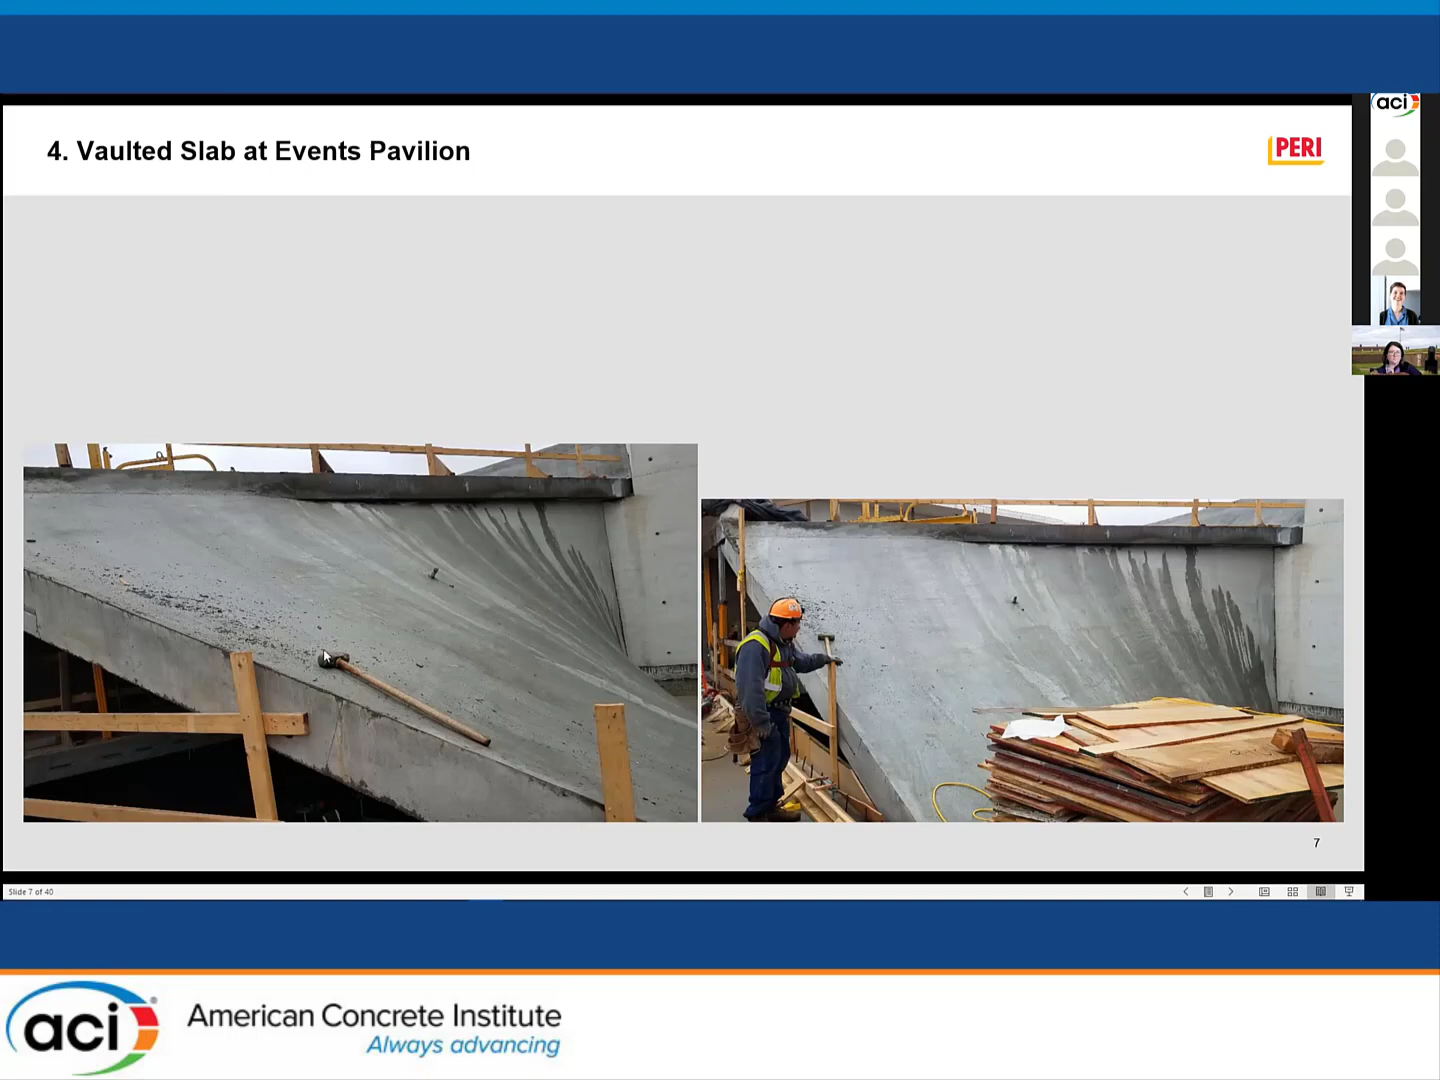 aci
4. Vaulted Slab at Events Pavilion
PERI
7
Slide 7 of 40
aci
®
American Concrete Institute
Always advancing